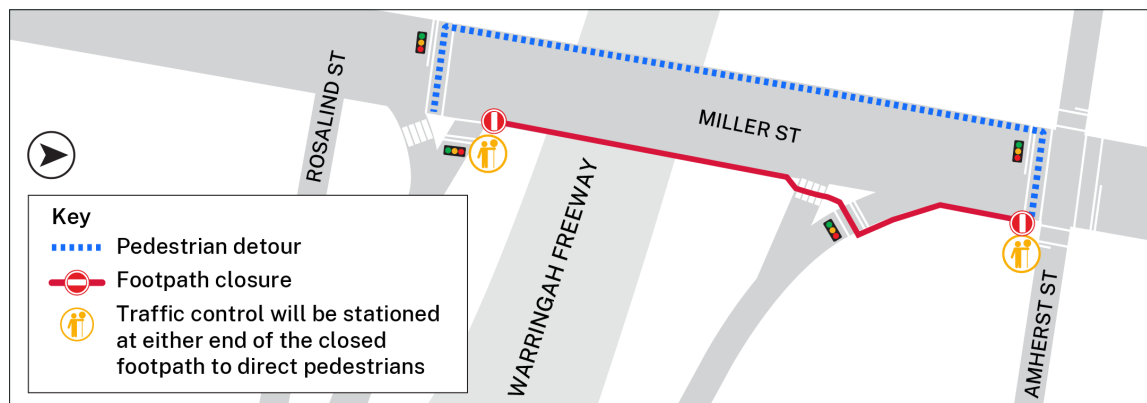 ROSALIND ST
MILLER ST
WARRINGAH FREEWAY
AMHERST ST
Key
Pedestrian detour
Footpath closure
Traffic control will be stationed
at either end of the closed
footpath to direct pedestrians